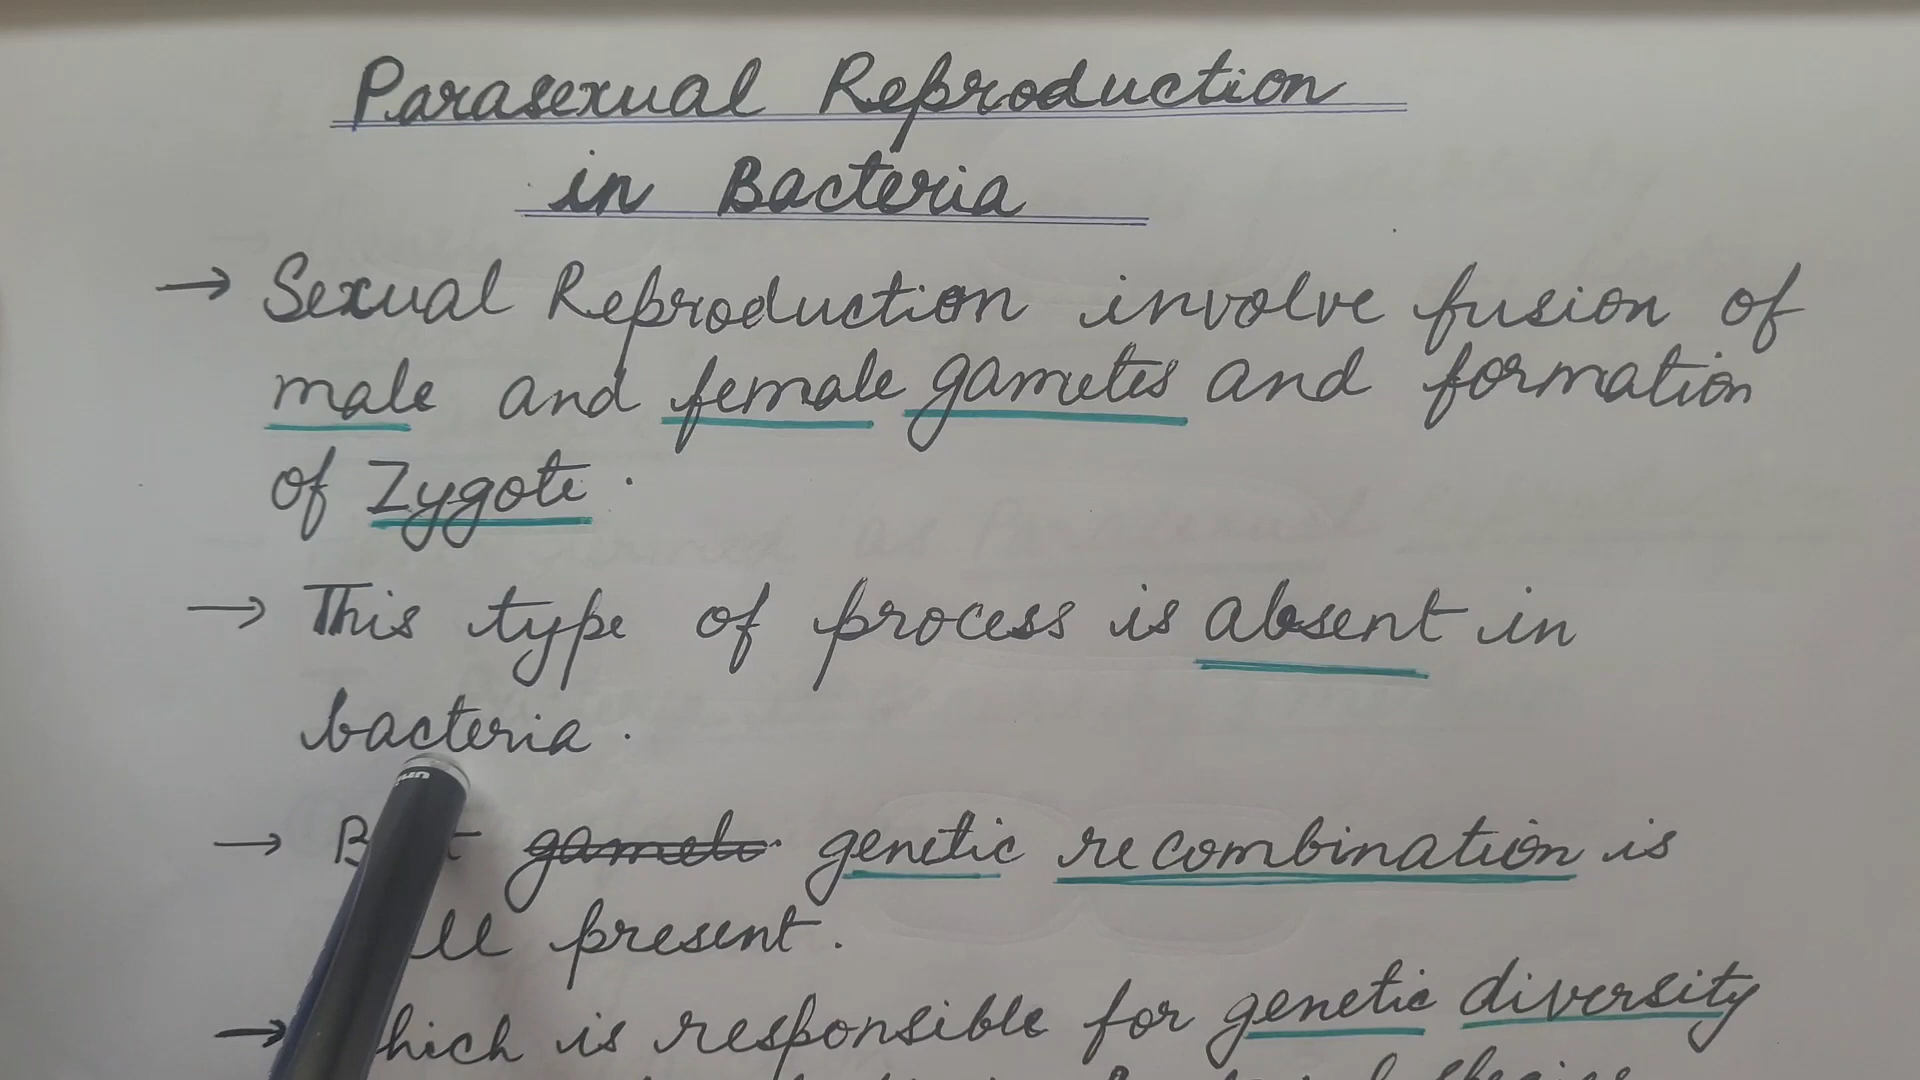 Parasexual Reproduction
in Bacteria
→ Sexual Reproduction involve fusion of
male and female gametes and formation
of Zygote.
→ This type of process is absent in
bacteria.
→ genetic recombination is
present.
→ is responsible for genetic diversity